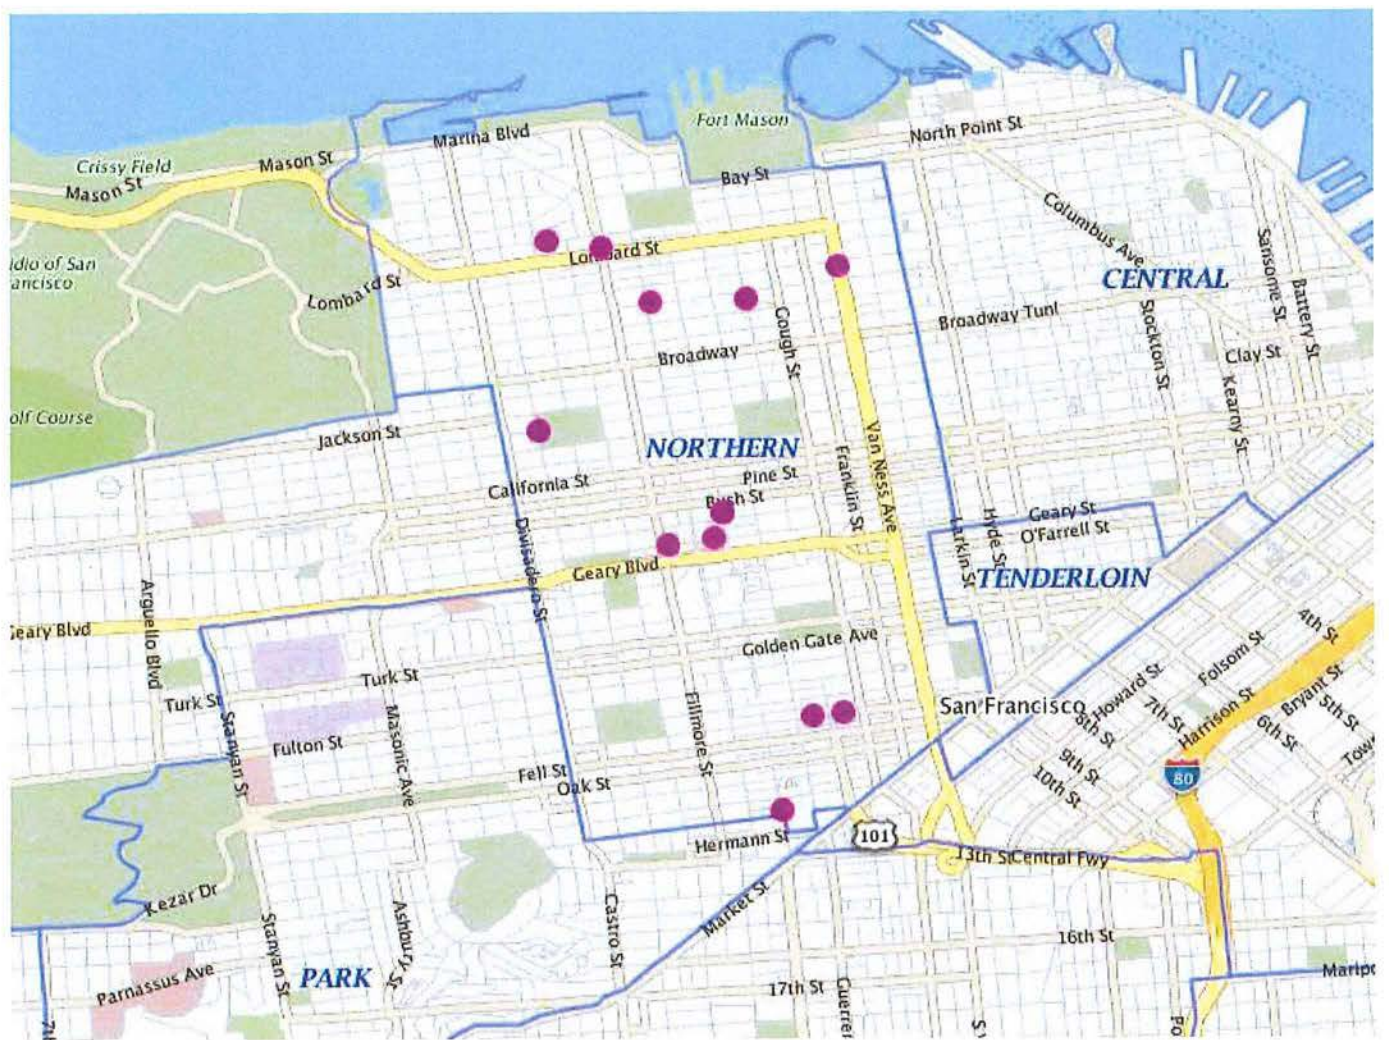 Fort Mason
North Point St
Marina Blvd
Crissy Field
Mason St
Mason St
Bay St
Columbus Ave
Sansome St
Battery St
Lombard St
Lombard St
CENTRAL
Broadway Tunl
Stockton St
Gough St
Broadway
Clay St
Kearny St
olf Course
Jackson St
NORTHERN
Van Ness Ave
Franklin St
Pine St
California St
Bush St
Geary St
O'Farrell St
Larkin St
Hyde St
Divisadero St
TENDERLOIN
Geary Blvd
Arguello Blvd
Geary Blvd
Golden Gate Ave
4th St
Folsom St
Howard St
Bryant St
5th St
Harrison St
7th St
6th St
8th St
San Francisco
Turk St
Turk St
Stanyan St
Masonic Ave
Fillmore St
Fulton St
9th St
10th St
80
Fell St
Oak St
Hermann St
101
13th St
Central Fwy
Kezar Dr
Market St
Castro St
Ashbury St
Stanyan St
16th St
PARK
Parnassus Ave
17th St